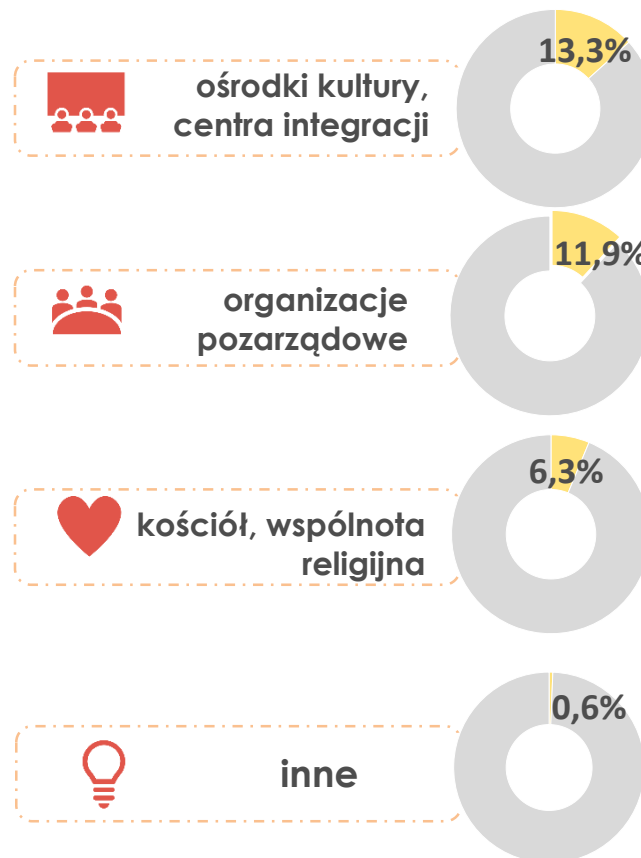 ośrodki kultury,
centra integracji
13,3%
organizacje
pozarządowe
11,9%
kościół, wspólnota
religijna
6,3%
inne
0,6%